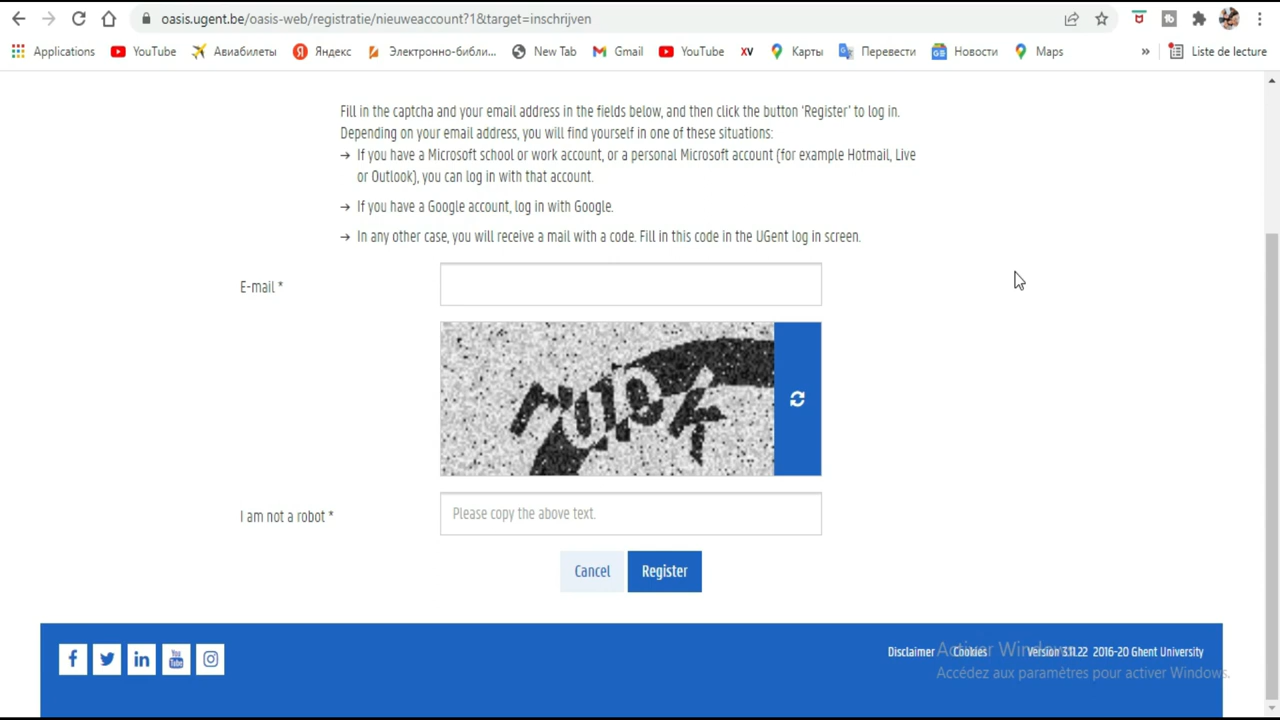 oasis.ugent.be/oasis-web/registratie/nieuweaccount?1&target=inschrijven
Applications YouTube Авиабилеты Яндекс Электронно-библи... New Tab Gmail YouTube XV Карты Перевести Новости Maps » Liste de lecture
Fill in the captcha and your email address in the fields below, and then click the button 'Register' to log in.
Depending on your email address, you will find yourself in one of these situations:
→ If you have a Microsoft school or work account, or a personal Microsoft account (for example Hotmail, Live
or Outlook), you can log in with that account.
→ If you have a Google account, log in with Google.
→ In any other case, you will receive a mail with a code. Fill in this code in the UGent log in screen.
E-mail *
I am not a robot *
Please copy the above text.
Cancel Register
Disclaimer Cookies Version 3.11.22 2016-20 Ghent University
Activer Windows
Accédez aux paramètres pour activer Windows.